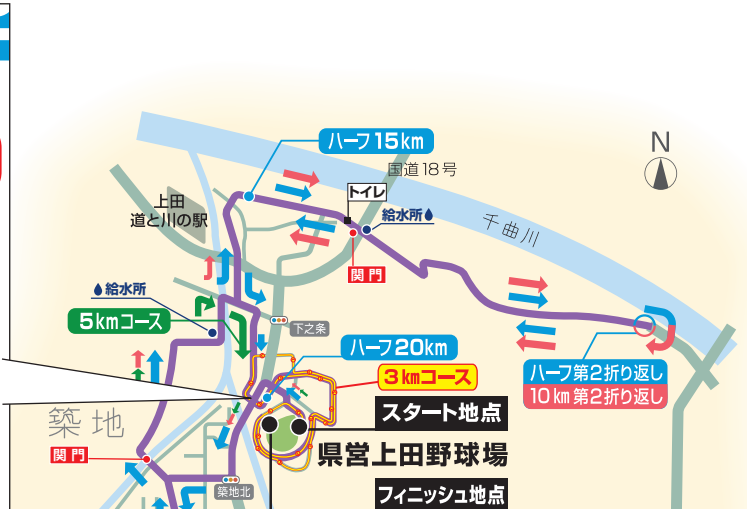 ハーフ15km
国道18号
N
トイレ
上田
道と川の駅
給水所
千曲川
関門
給水所
5kmコース
下之条
ハーフ20km
3kmコース
ハーフ第2折り返し
10km第2折り返し
スタート地点
築地
県営上田野球場
関門
築地北
フィニッシュ地点